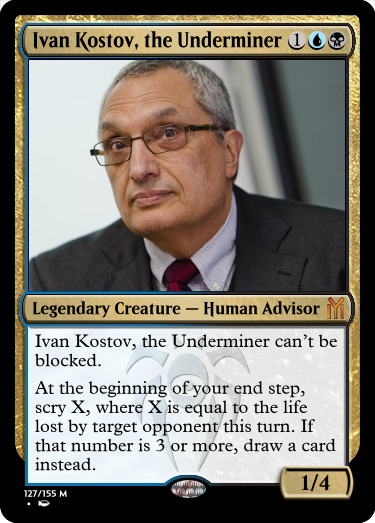 Ivan Kostov, the Underminer 1
Legendary Creature — Human Advisor
Ivan Kostov, the Underminer can't be
blocked.
At the beginning of your end step,
scry X, where X is equal to the life
lost by target opponent this turn. If
that number is 3 or more, draw a card
instead.
1/4
127/155 M